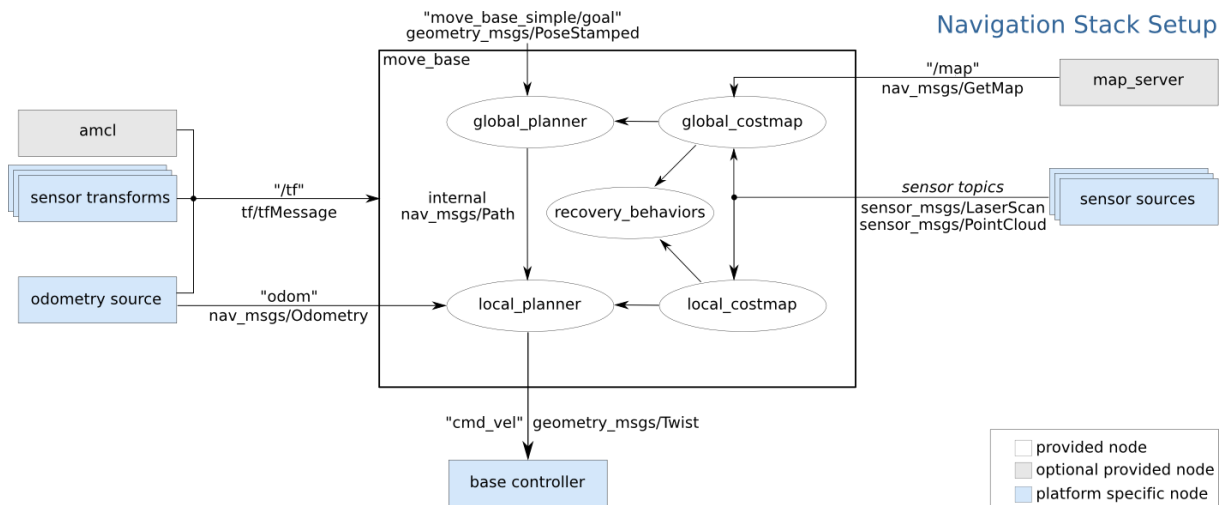 "move_base_simple/goal"
geometry_msgs/PoseStamped
Navigation Stack Setup
move_base
"/map"
nav_msgs/GetMap
map_server
amcl
global_planner
global_costmap
sensor transforms
"/tf"
tf/tfMessage
internal
nav_msgs/Path
recovery_behaviors
sensor topics
sensor_msgs/LaserScan
sensor_msgs/PointCloud
sensor sources
odometry source
"odom"
nav_msgs/Odometry
local_planner
local_costmap
"cmd_vel"
geometry_msgs/Twist
base controller
provided node
optional provided node
platform specific node